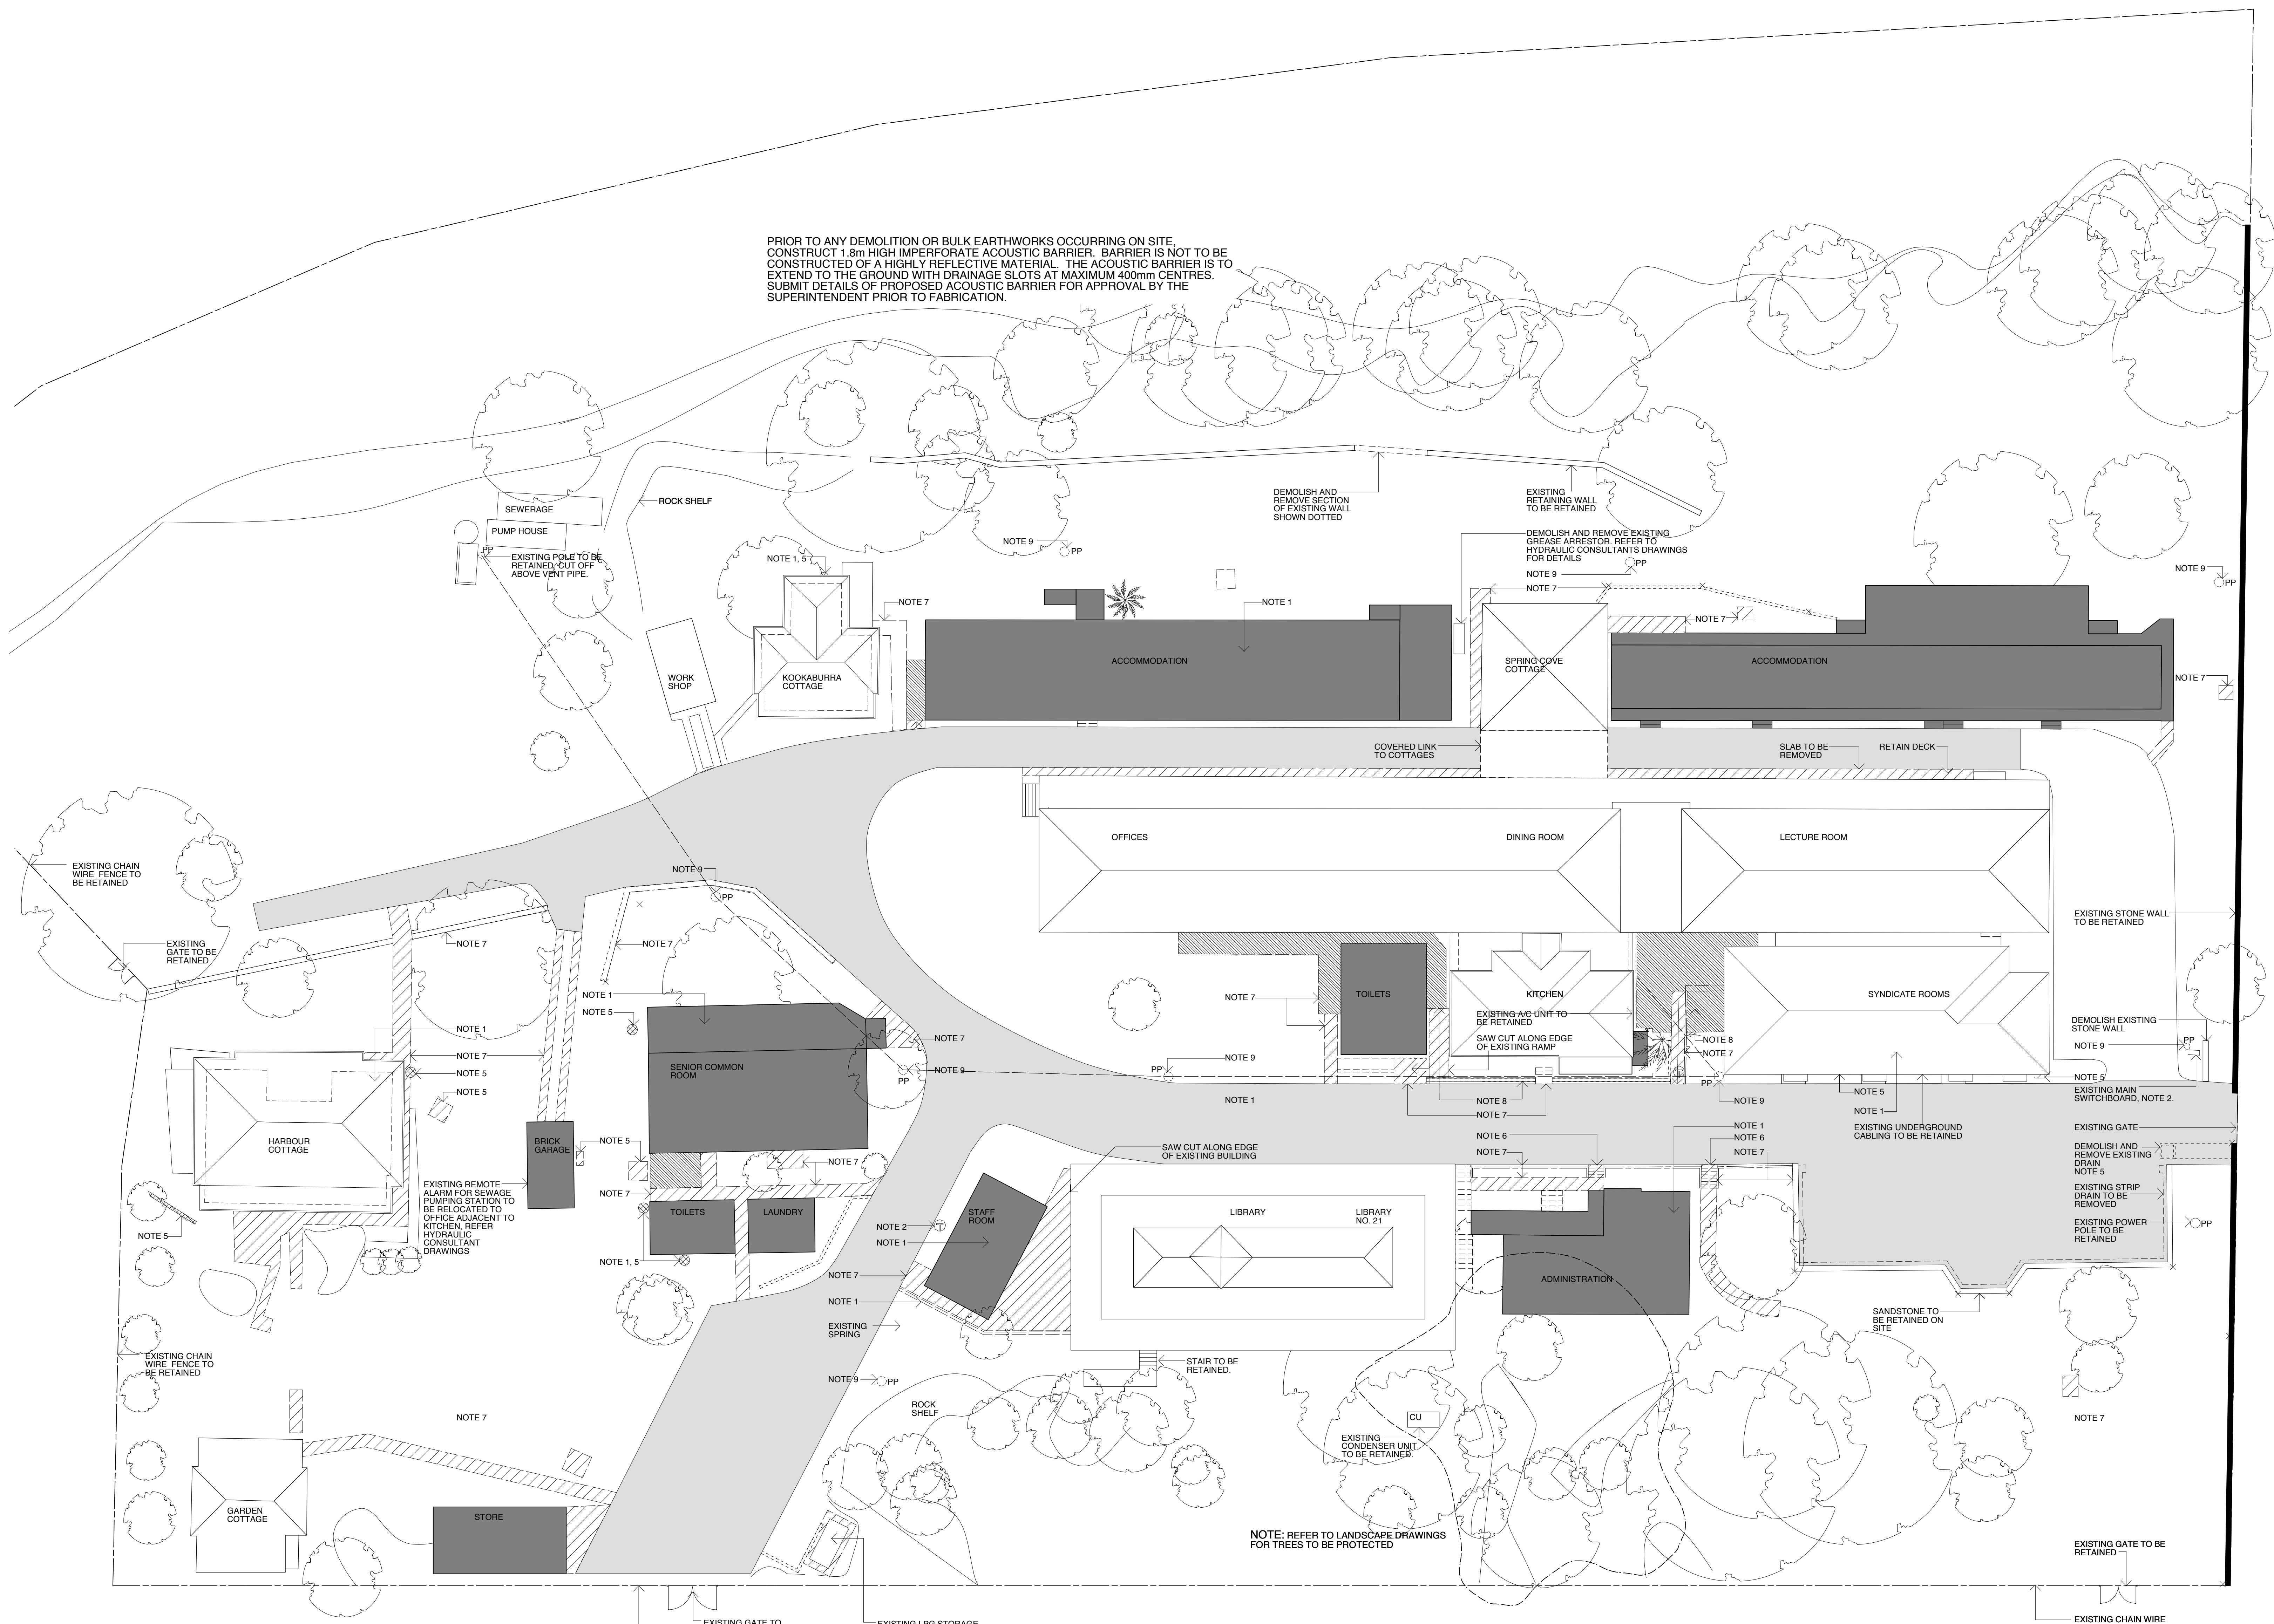 PRIOR TO ANY DEMOLITION OR BULK EARTHWORKS OCCURRING ON SITE,
CONSTRUCT 1.8m HIGH IMPERFORATE ACOUSTIC BARRIER. BARRIER IS NOT TO BE
CONSTRUCTED OF A HIGHLY REFLECTIVE MATERIAL. THE ACOUSTIC BARRIER IS TO
EXTEND TO THE GROUND WITH DRAINAGE SLOTS AT MAXIMUM 400mm CENTRES.
SUBMIT DETAILS OF PROPOSED ACOUSTIC BARRIER FOR APPROVAL BY THE
SUPERINTENDENT PRIOR TO FABRICATION.
SEWERAGE
PUMP HOUSE
PP
EXISTING POLE TO BE
RETAINED, CUT OFF
ABOVE VENT PIPE.
ROCK SHELF
DEMOLISH AND
REMOVE SECTION
OF EXISTING WALL
SHOWN DOTTED
EXISTING
RETAINING WALL
TO BE RETAINED
DEMOLISH AND REMOVE EXISTING
GREASE ARRESTOR. REFER TO
HYDRAULIC CONSULTANTS DRAWINGS
FOR DETAILS
NOTE 9
PP
NOTE 1, 5
NOTE 9
PP
NOTE 7
NOTE 9
PP
NOTE 7
NOTE 1
NOTE 7
NOTE 7
WORK
SHOP
KOOKABURRA
COTTAGE
ACCOMMODATION
SPRING COVE
COTTAGE
ACCOMMODATION
COVERED LINK
TO COTTAGES
SLAB TO BE
REMOVED
RETAIN DECK
OFFICES
DINING ROOM
LECTURE ROOM
EXISTING CHAIN
WIRE FENCE TO
BE RETAINED
NOTE 9
PP
EXISTING
GATE TO BE
RETAINED
NOTE 7
NOTE 7
EXISTING STONE WALL
TO BE RETAINED
NOTE 1
NOTE 5
NOTE 7
TOILETS
KITCHEN
SYNDICATE ROOMS
EXISTING A/C UNIT TO
BE RETAINED
SAW CUT ALONG EDGE
OF EXISTING RAMP
NOTE 8
NOTE 7
DEMOLISH EXISTING
STONE WALL
NOTE 9
PP
NOTE 1
NOTE 7
NOTE 5
NOTE 5
NOTE 7
NOTE 9
PP
SENIOR COMMON
ROOM
NOTE 9
PP
PP
NOTE 5
EXISTING MAIN
SWITCHBOARD, NOTE 2.
NOTE 1
NOTE 8
NOTE 7
NOTE 9
NOTE 5
NOTE 1
EXISTING UNDERGROUND
CABLING TO BE RETAINED
EXISTING GATE
HARBOUR
COTTAGE
BRICK
GARAGE
NOTE 5
NOTE 7
NOTE 7
SAW CUT ALONG EDGE
OF EXISTING BUILDING
NOTE 6
NOTE 7
NOTE 1
NOTE 6
NOTE 7
DEMOLISH AND
REMOVE EXISTING
DRAIN
NOTE 5
EXISTING STRIP
DRAIN TO BE
REMOVED
EXISTING POWER
POLE TO BE
RETAINED
PP
EXISTING REMOTE
ALARM FOR SEWAGE
PUMPING STATION TO
BE RELOCATED TO
OFFICE ADJACENT TO
KITCHEN, REFER
HYDRAULIC
CONSULTANT
DRAWINGS
TOILETS
LAUNDRY
STAFF
ROOM
LIBRARY
LIBRARY
NO. 21
NOTE 2
NOTE 1
NOTE 5
NOTE 1, 5
NOTE 7
NOTE 1
EXISTING
SPRING
ADMINISTRATION
SANDSTONE TO
BE RETAINED ON
SITE
EXISTING CHAIN
WIRE FENCE TO
BE RETAINED
STAIR TO BE
RETAINED.
NOTE 9
PP
ROCK
SHELF
NOTE 7
CU
EXISTING
CONDENSER UNIT
TO BE RETAINED.
NOTE 7
GARDEN
COTTAGE
STORE
NOTE: REFER TO LANDSCAPE DRAWINGS
FOR TREES TO BE PROTECTED
EXISTING GATE TO BE
RETAINED
EXISTING GATE TO
EXISTING LPG STORAGE
EXISTING CHAIN WIRE